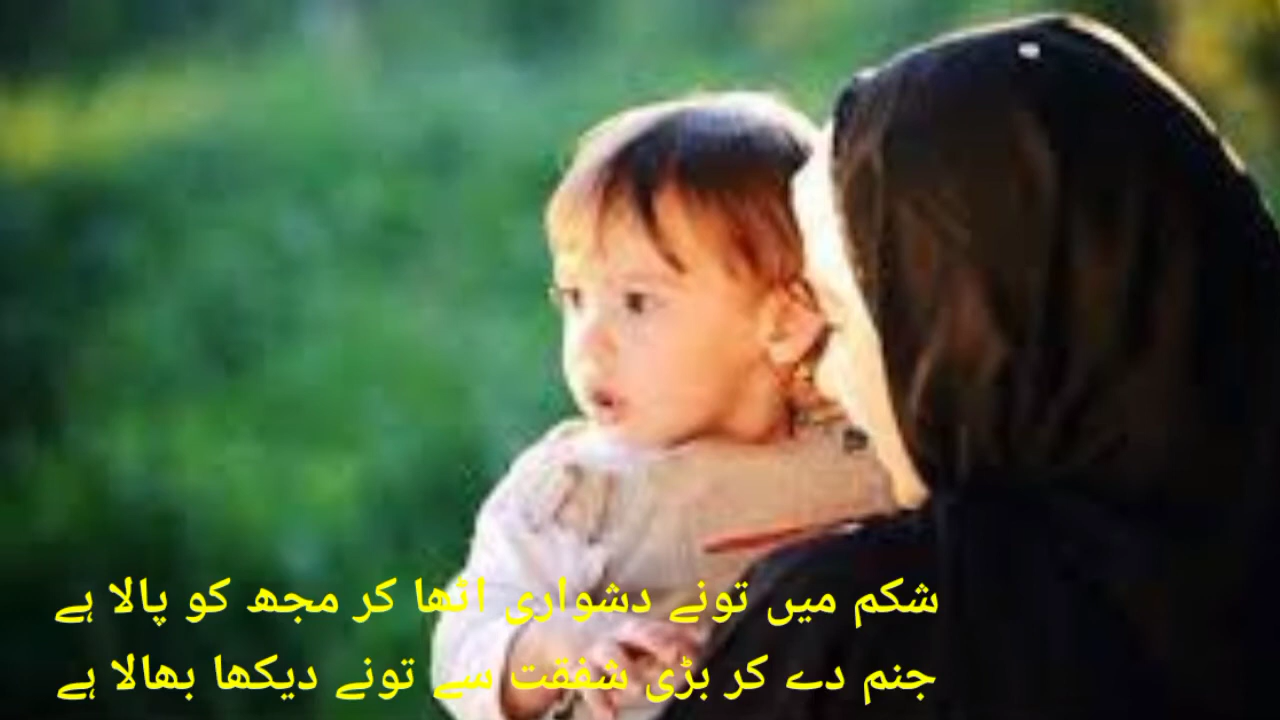 شکم میں تونے دشواری اٹھا کر مجھ کو پالا ہے
جنم دے کر بڑی شفقت سے تونے دیکھا بھالا ہے